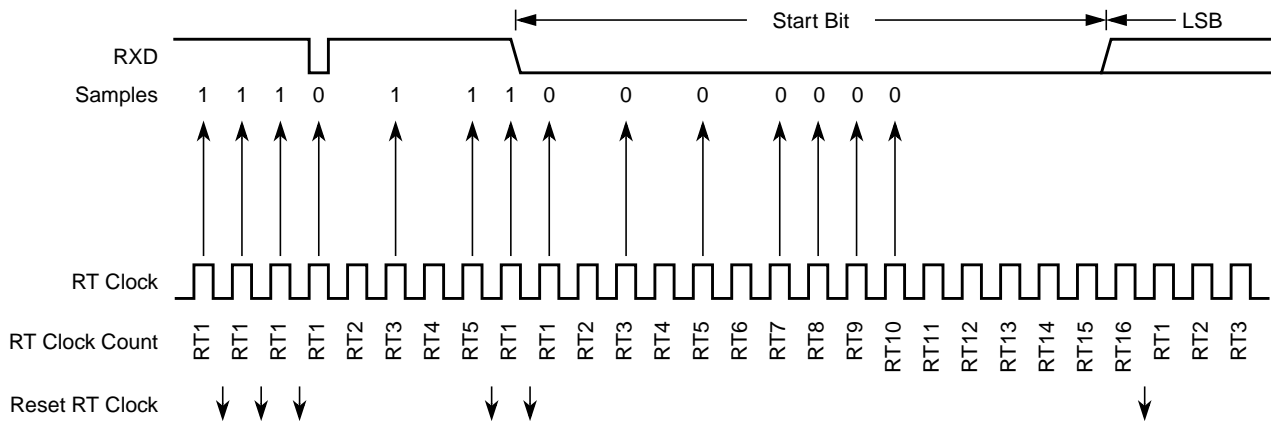 Start Bit LSB
RXD
Samples 1 1 1 0 1 1 1 0 0 0 0 0 0 0
RT Clock
RT Clock Count RT1 RT1 RT1 RT1 RT2 RT3 RT4 RT5 RT1 RT1 RT2 RT3 RT4 RT5 RT6 RT7 RT8 RT9 RT10 RT11 RT12 RT13 RT14 RT15 RT16 RT1 RT2 RT3
Reset RT Clock